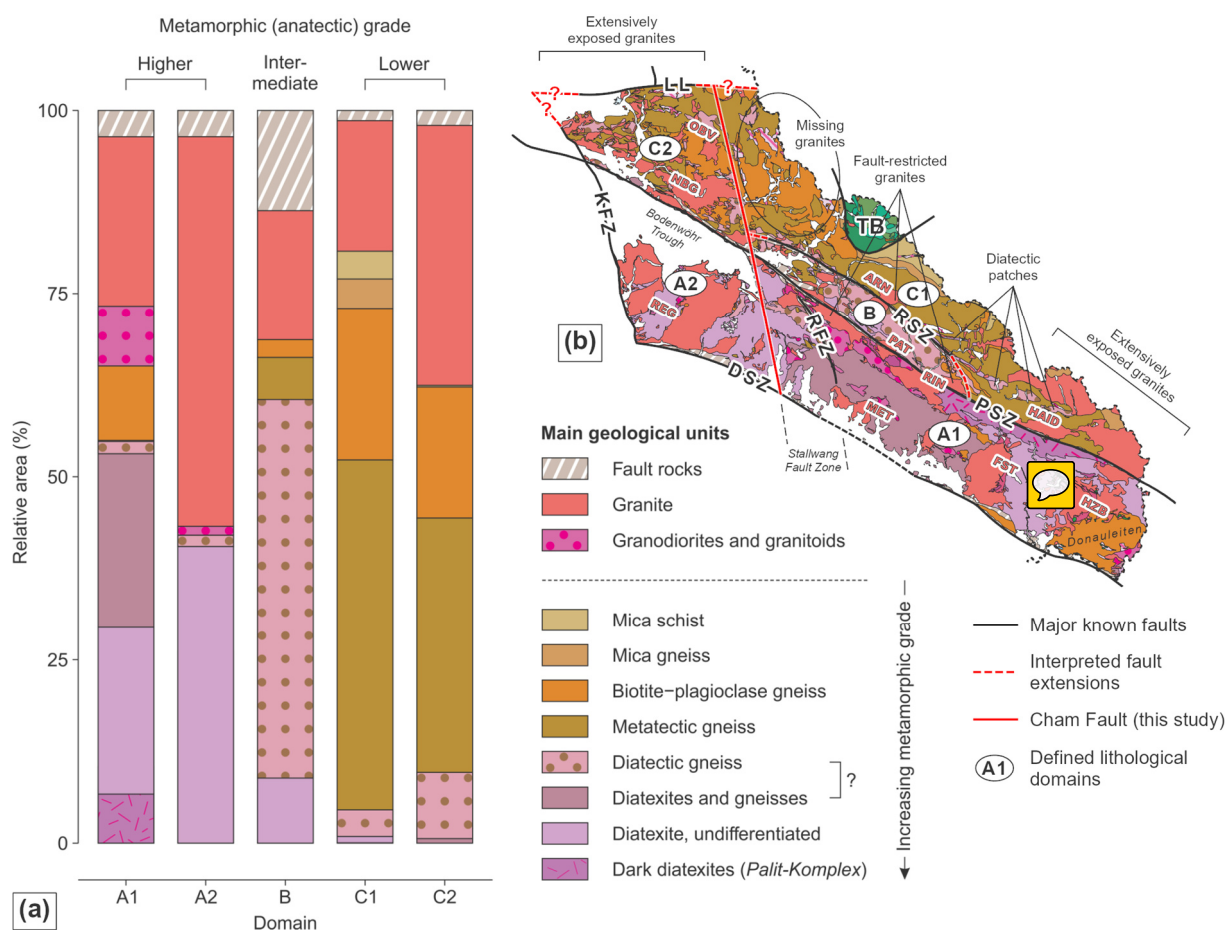 Metamorphic (anatectic) grade
Higher
Inter-
mediate
Lower
100
75
50
25
0
Relative area (%)
A1
A2
B
C1
C2
Domain
(a)
Extensively
exposed granites
LL
?
?
?
OBV
C2
NBG
Missing
granites
Fault-restricted
granites
K-F-Z
Bodenwöhr
Trough
TB
Diatectic
patches
A2
REG
ARN
C1
B
RSZ
PAT
RFZ
(b)
DSZ
RIN
PSZ
HAID
Extensively
exposed granites
MET
A1
Stallwang
Fault Zone
FST
HZB
Donauleiten
Main geological units
Fault rocks
Granite
Granodiorites and granitoids
Mica schist
Mica gneiss
Biotite−plagioclase gneiss
Metatectic gneiss
Diatectic gneiss
Diatexites and gneisses
?
Diatexite, undifferentiated
Dark diatexites (Palit-Komplex)
Increasing metamorphic grade
Major known faults
Interpreted fault
extensions
Cham Fault (this study)
A1
Defined lithological
domains